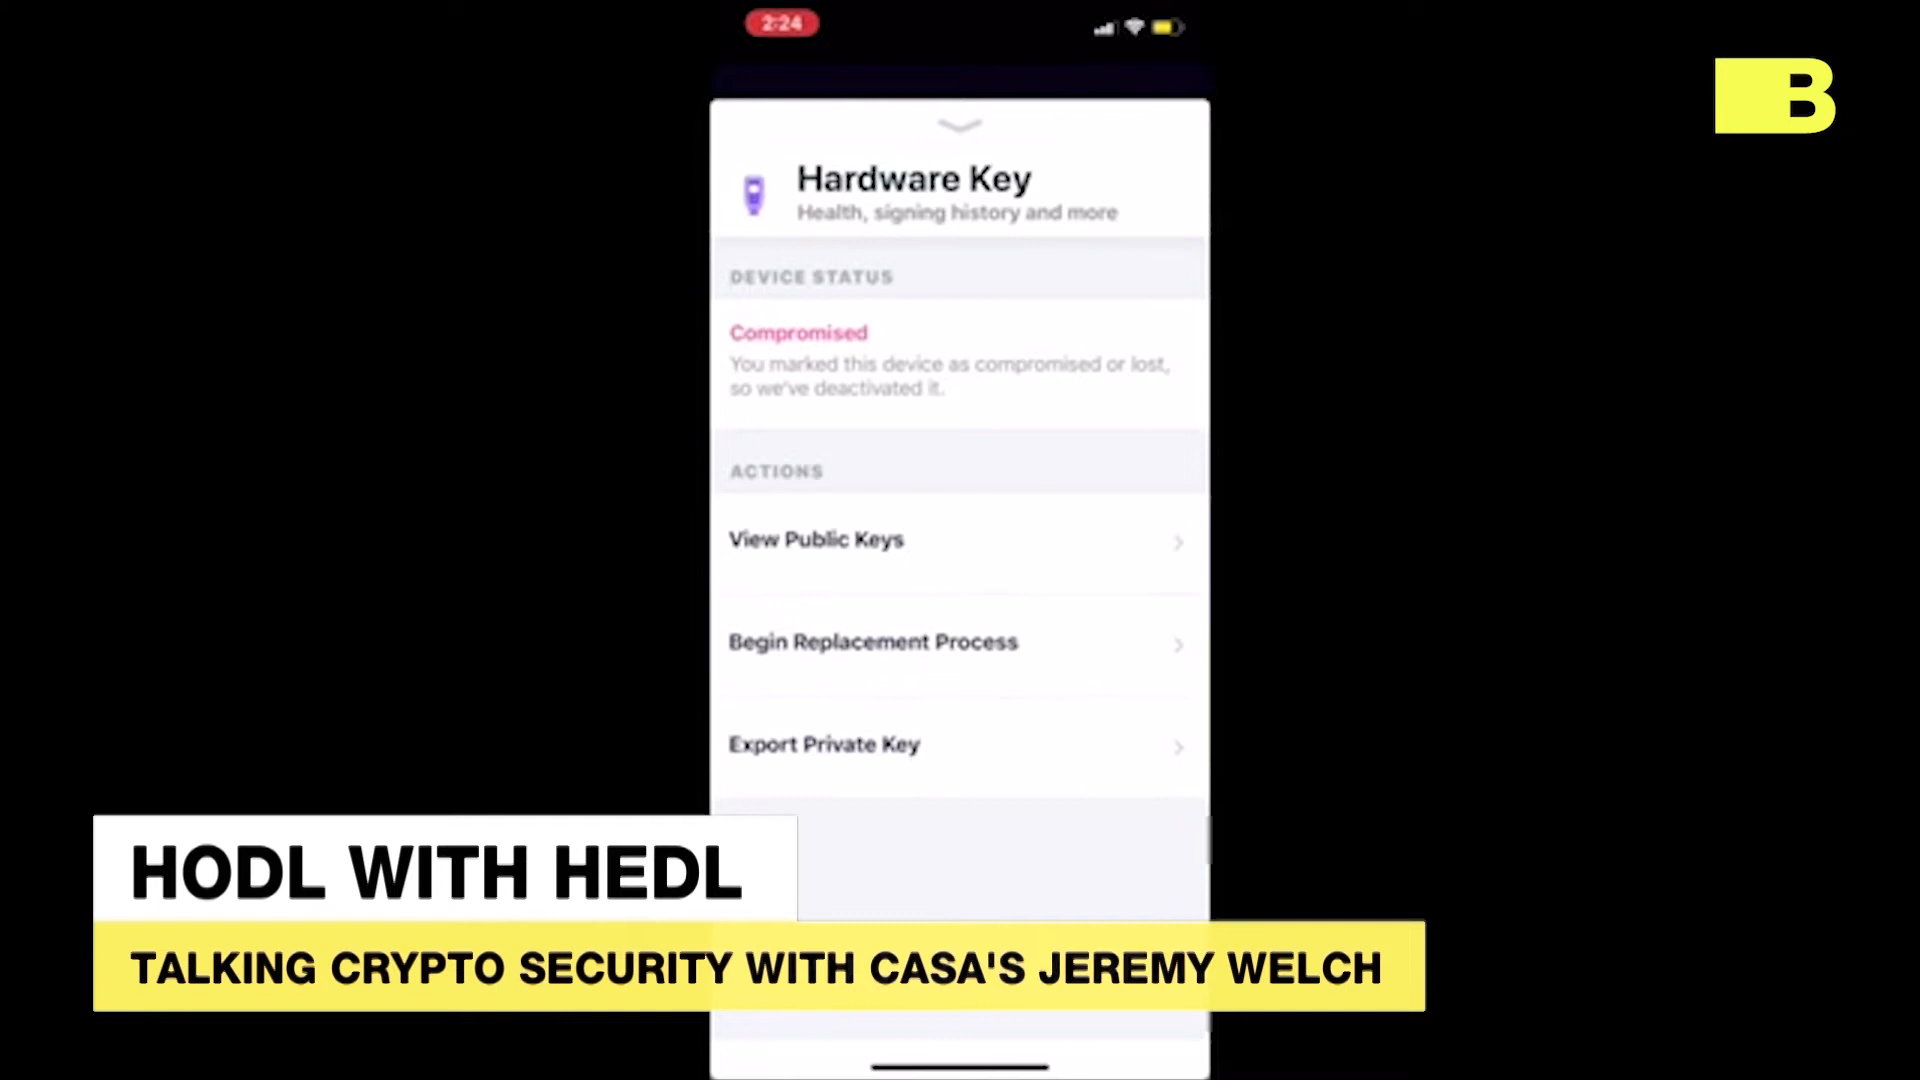 2:24
B
Hardware Key
Health, signing history and more
DEVICE STATUS
Compromised
You marked this device as compromised or lost,
so we've deactivated it.
ACTIONS
View Public Keys
Begin Replacement Process
Export Private Key
HODL WITH HEDL
TALKING CRYPTO SECURITY WITH CASA'S JEREMY WELCH